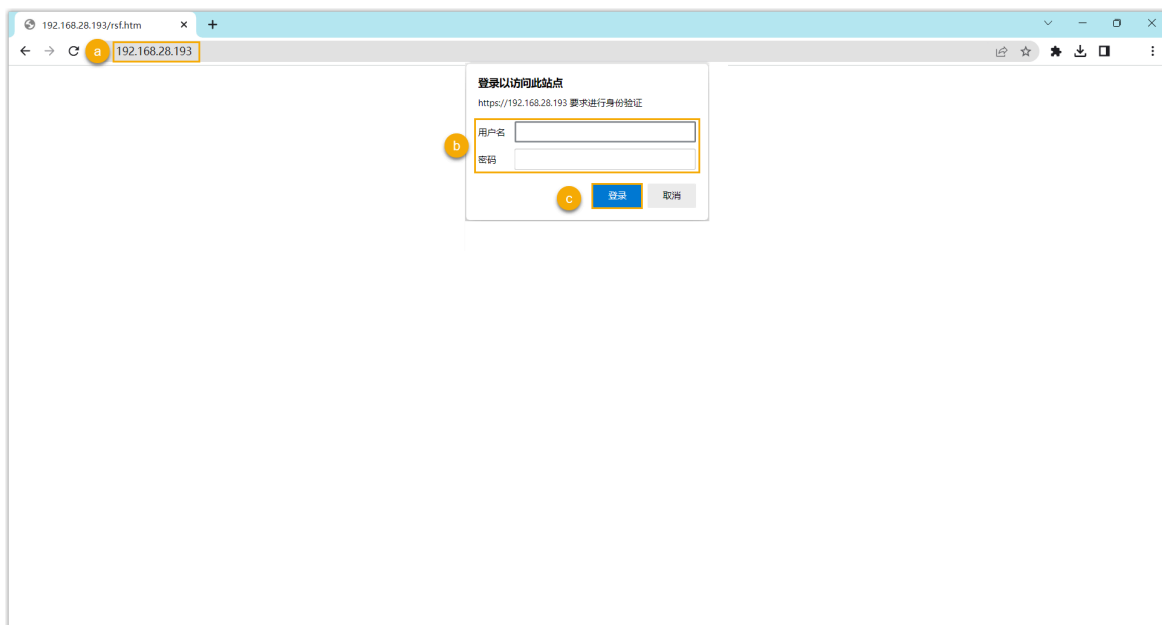 192.168.28.193/rsf.htm
a
192.168.28.193
登录以访问此站点
https://192.168.28.193 要求进行身份验证
用户名
b
密码
c
登录 取消